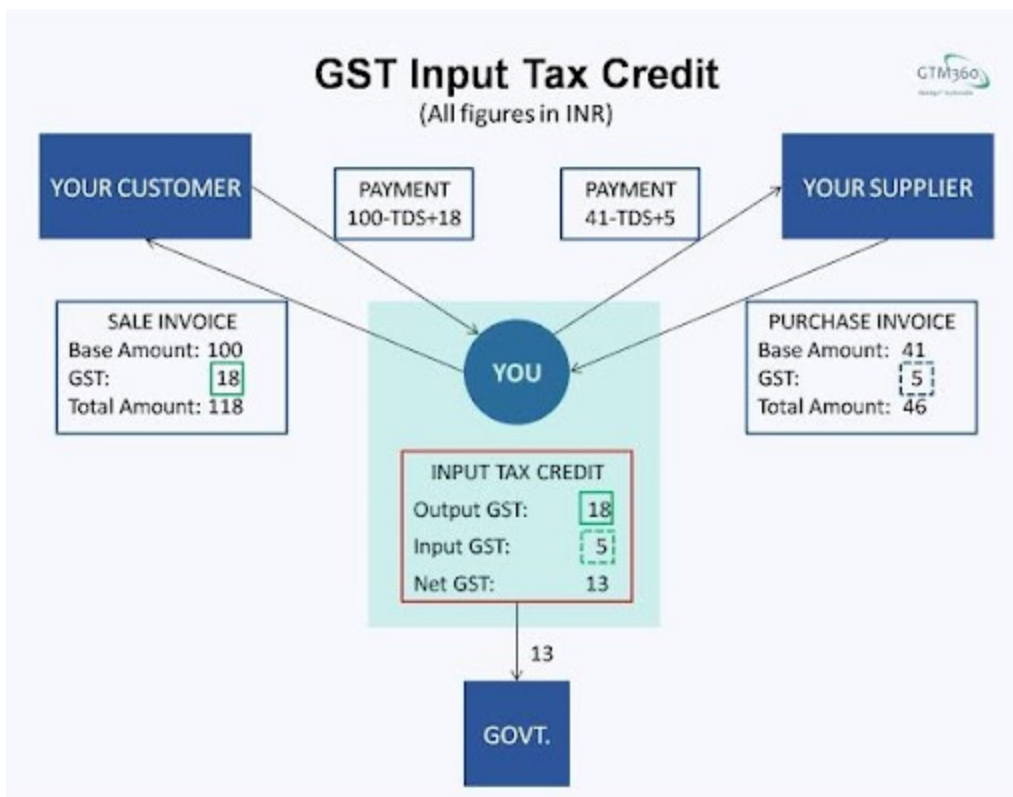 GST Input Tax Credit
(All figures in INR)
GTM360
YOUR CUSTOMER
PAYMENT
100-TDS+18
PAYMENT
41-TDS+5
YOUR SUPPLIER
SALE INVOICE
Base Amount: 100
GST: 18
Total Amount: 118
YOU
PURCHASE INVOICE
Base Amount: 41
GST: 5
Total Amount: 46
INPUT TAX CREDIT
Output GST: 18
Input GST: 5
Net GST: 13
13
GOVT.